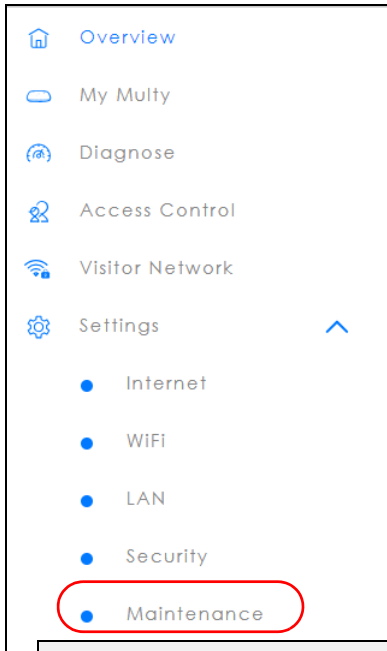 Overview
My Multy
Diagnose
Access Control
Visitor Network
Settings
Internet
WiFi
LAN
Security
Maintenance